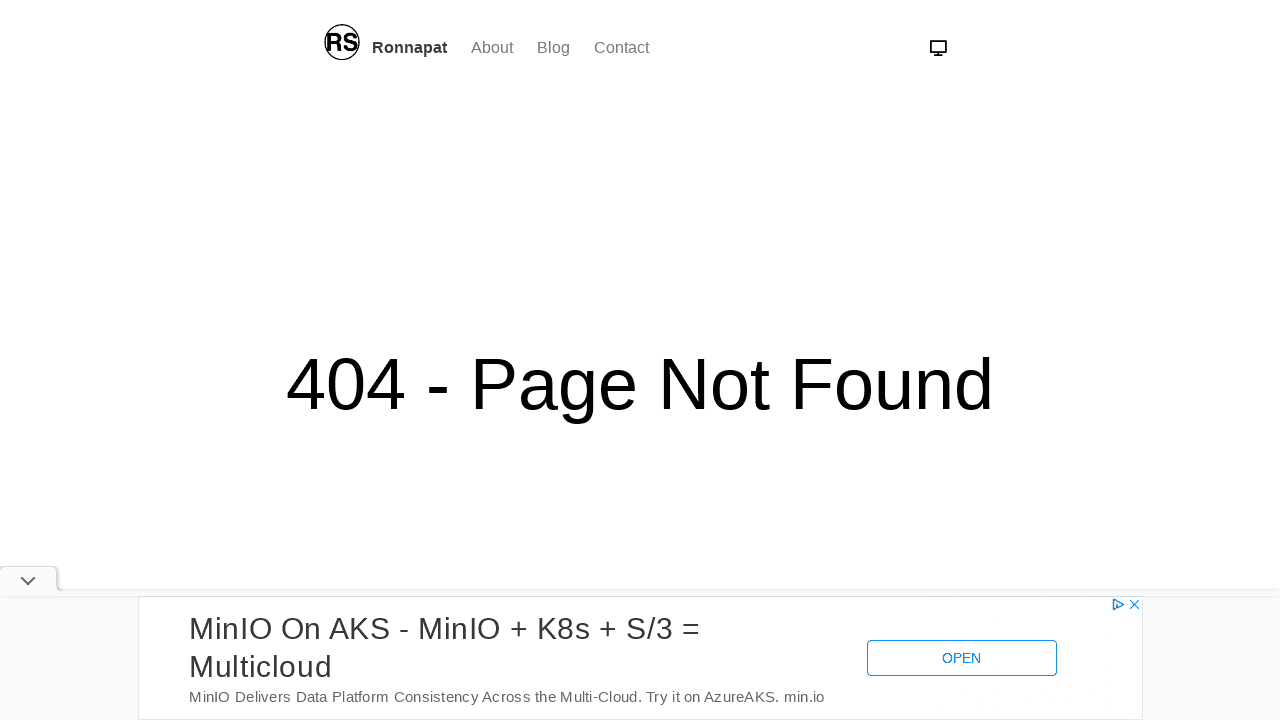 RS Ronnapat About Blog Contact
404 - Page Not Found
MinIO On AKS - MinIO + K8s + S/3 =
Multicloud
MinIO Delivers Data Platform Consistency Across the Multi-Cloud. Try it on AzureAKS. min.io
OPEN